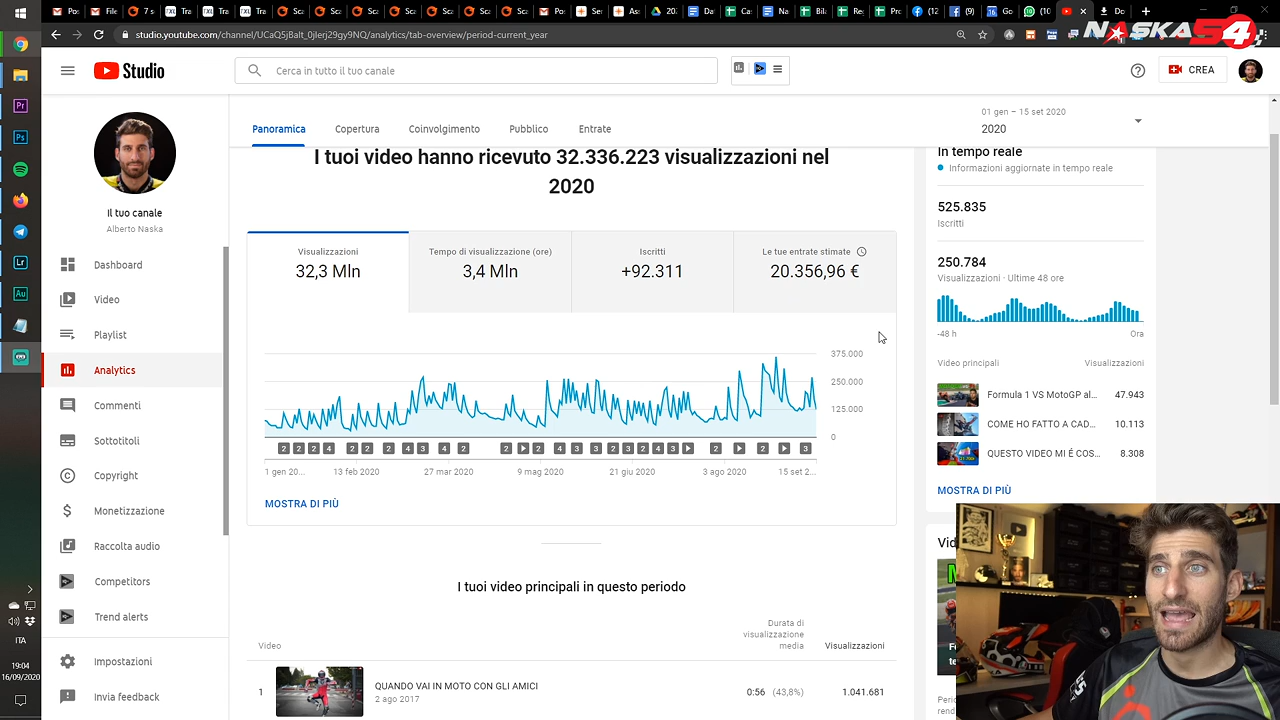 studio.youtube.com/channel/UCaQ5jBalt_0jlerj29gy9NQ/analytics/tab-overview/period-current_year
NASKA54
Studio
Cerca in tutto il tuo canale
CREA
Panoramica
Copertura
Coinvolgimento
Pubblico
Entrate
01 gen – 15 set 2020
2020
Il tuo canale
Alberto Naska
Dashboard
Video
Playlist
Analytics
Commenti
Sottotitoli
Copyright
Monetizzazione
Raccolta audio
Competitors
Trend alerts
Impostazioni
Invia feedback
ITA
19:04
16/09/2020
I tuoi video hanno ricevuto 32.336.223 visualizzazioni nel
2020
Visualizzazioni
32,3 Mln
Tempo di visualizzazione (ore)
3,4 Mln
Iscritti
+92.311
Le tue entrate stimate
20.356,96 €
375.000
250.000
125.000
0
1 gen 20...
13 feb 2020
27 mar 2020
9 mag 2020
21 giu 2020
3 ago 2020
15 set 2...
MOSTRA DI PIÙ
I tuoi video principali in questo periodo
Video
Durata di
visualizzazione
media
Visualizzazioni
1
QUANDO VAI IN MOTO CON GLI AMICI
2 ago 2017
0:56 (43,8%)
1.041.681
In tempo reale
Informazioni aggiornate in tempo reale
525.835
Iscritti
250.784
Visualizzazioni · Ultime 48 ore
-48 h
Ora
Video principali
Visualizzazioni
Formula 1 VS MotoGP al...
47.943
COME HO FATTO A CAD...
10.113
QUESTO VIDEO MI É COS...
8.308
MOSTRA DI PIÙ